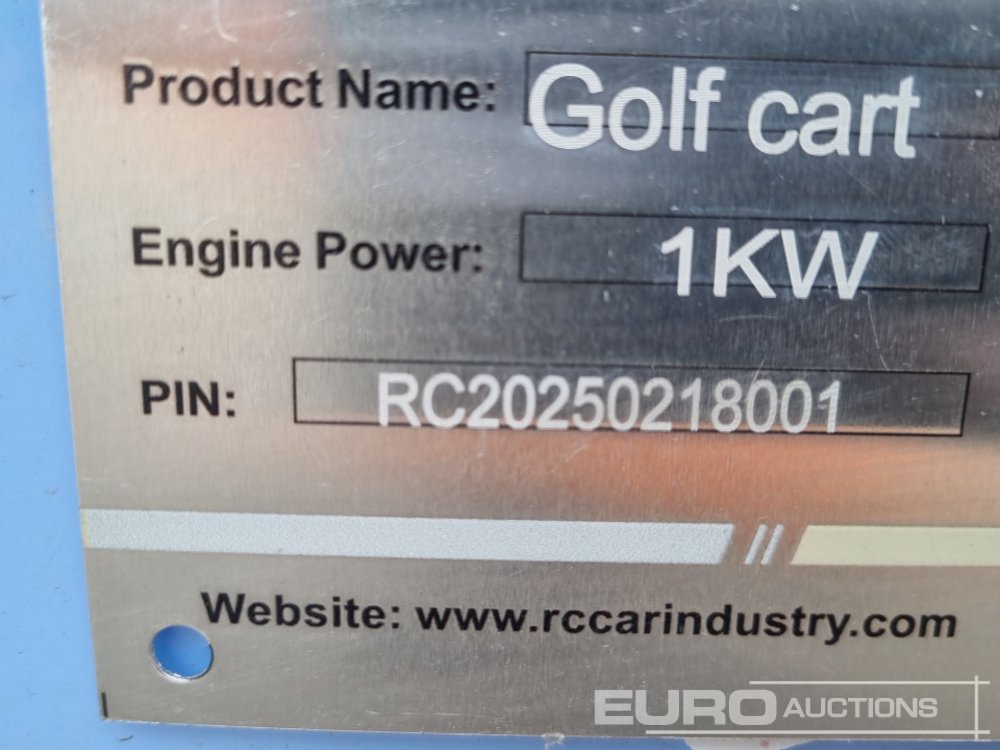 Product Name: Golf cart
Engine Power: 1KW
PIN: RC20250218001
Website: www.rccarindustry.com
EURO AUCTIONS